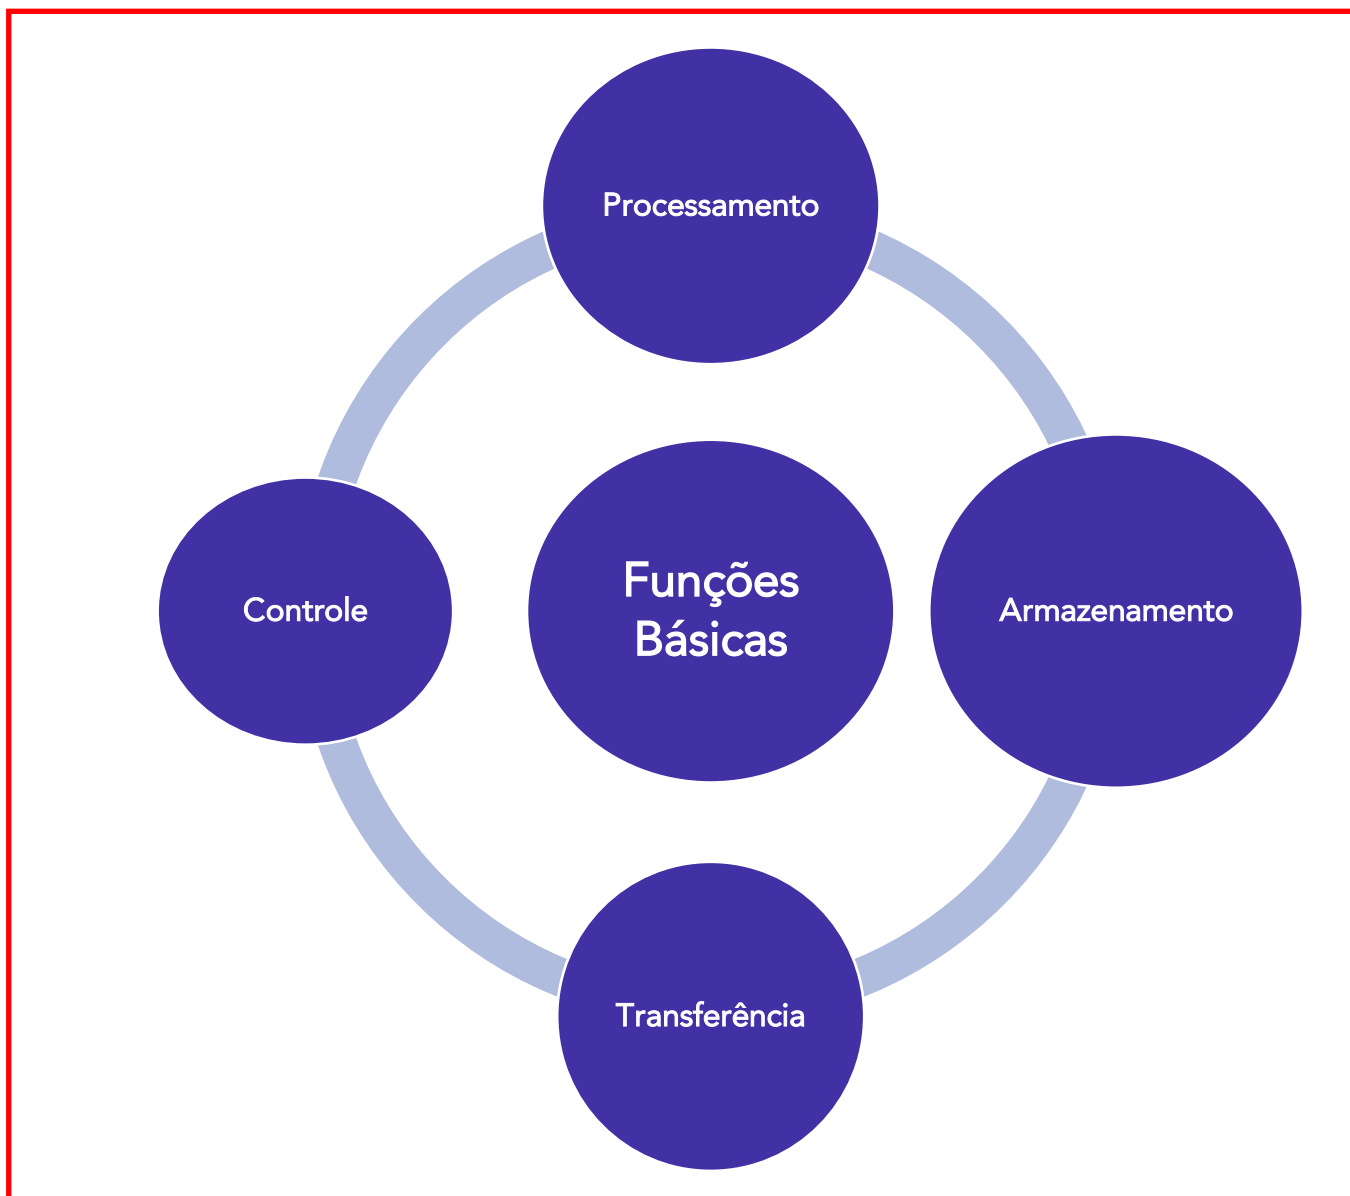 Processamento
Funções
Básicas
Controle
Armazenamento
Transferência